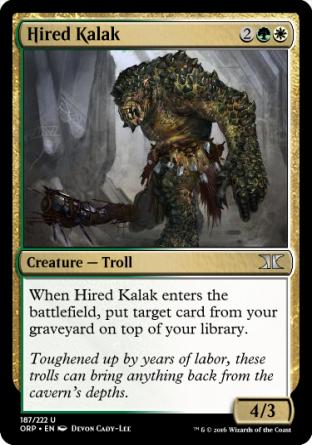 Hired Kalak 2
Creature — Troll
When Hired Kalak enters the
battlefield, put target card from your
graveyard on top of your library.
Toughened up by years of labor, these
trolls can bring anything back from the
cavern's depths.
4/3
187/222 U
ORP • EN Devon Cady-Lee
™ & © 2016 Wizards of the Coast